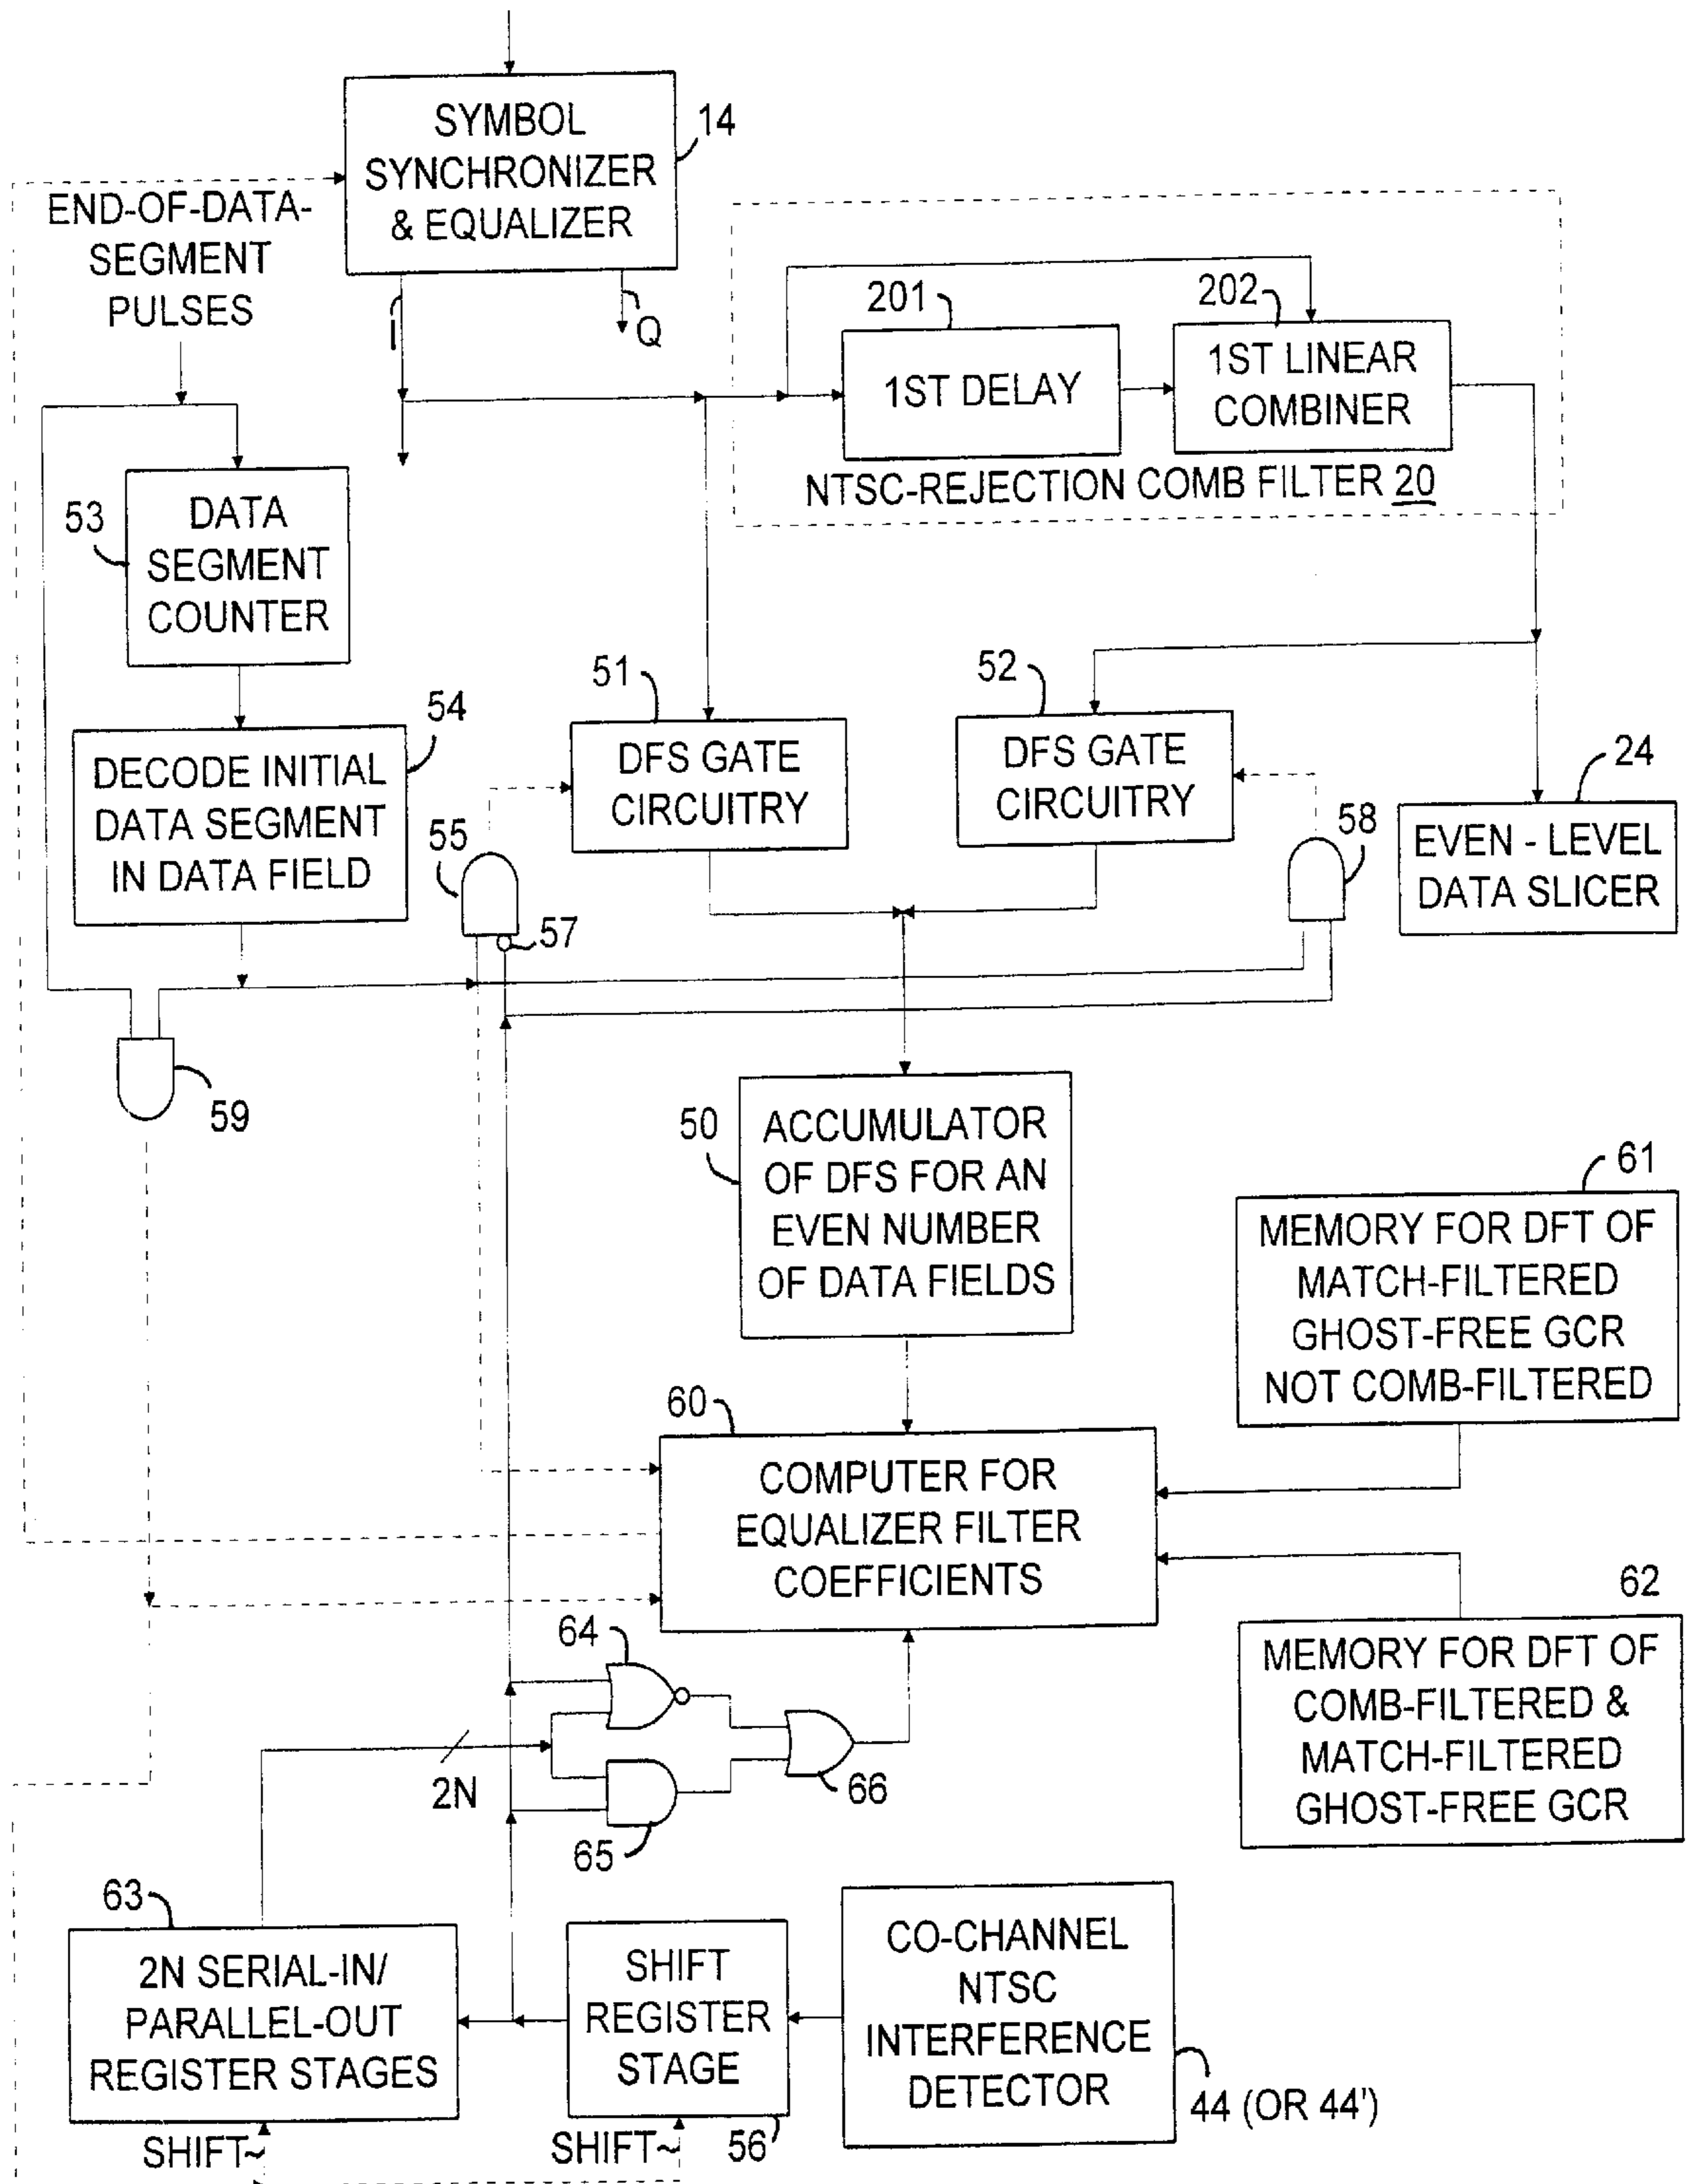 SYMBOL
SYNCHRONIZER
& EQUALIZER
14
END-OF-DATA-
SEGMENT
PULSES
I
Q
201
202
1ST DELAY
1ST LINEAR
COMBINER
NTSC-REJECTION COMB FILTER 20
53
DATA
SEGMENT
COUNTER
54
DECODE INITIAL
DATA SEGMENT
IN DATA FIELD
51
DFS GATE
CIRCUITRY
52
DFS GATE
CIRCUITRY
24
EVEN - LEVEL
DATA SLICER
55
57
58
59
50
ACCUMULATOR
OF DFS FOR AN
EVEN NUMBER
OF DATA FIELDS
61
MEMORY FOR DFT OF
MATCH-FILTERED
GHOST-FREE GCR
NOT COMB-FILTERED
60
COMPUTER FOR
EQUALIZER FILTER
COEFFICIENTS
62
MEMORY FOR DFT OF
COMB-FILTERED &
MATCH-FILTERED
GHOST-FREE GCR
64
2N
66
65
63
2N SERIAL-IN/
PARALLEL-OUT
REGISTER STAGES
SHIFT
REGISTER
STAGE
CO-CHANNEL
NTSC
INTERFERENCE
DETECTOR
SHIFT
SHIFT
56
44 (OR 44')